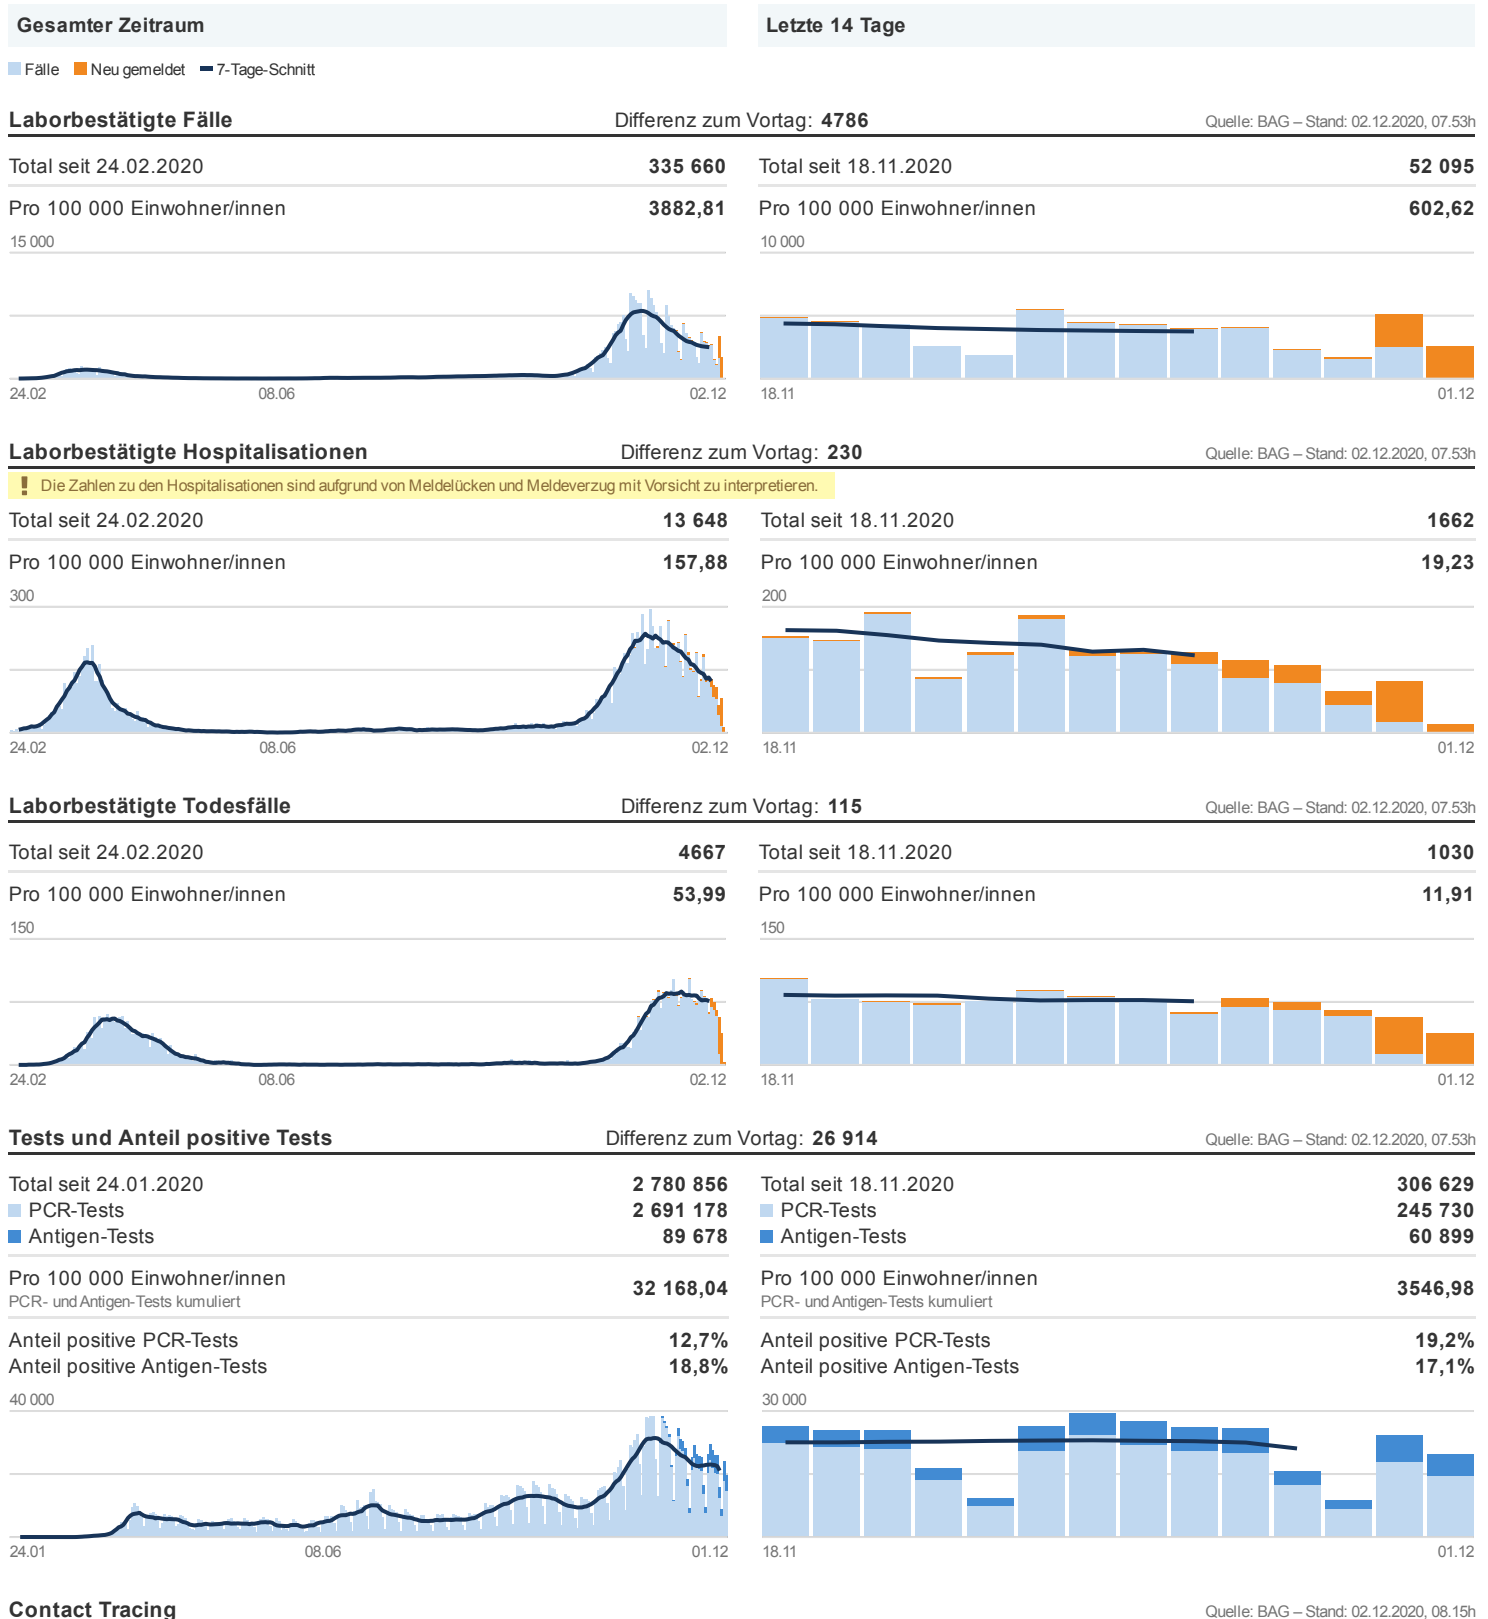 Gesamter Zeitraum
Letzte 14 Tage
Fälle Neu gemeldet 7-Tage-Schnitt
Laborbestätigte Fälle Differenz zum Vortag: 4786 Quelle: BAG – Stand: 02.12.2020, 07.53h
Total seit 24.02.2020 335 660
Pro 100 000 Einwohner/innen 3882,81
15 000
24.02 08.06 02.12
Total seit 18.11.2020 52 095
Pro 100 000 Einwohner/innen 602,62
10 000
18.11 01.12
Laborbestätigte Hospitalisationen Differenz zum Vortag: 230 Quelle: BAG – Stand: 02.12.2020, 07.53h
! Die Zahlen zu den Hospitalisationen sind aufgrund von Meldelücken und Meldeverzug mit Vorsicht zu interpretieren.
Total seit 24.02.2020 13 648
Pro 100 000 Einwohner/innen 157,88
300
24.02 08.06 02.12
Total seit 18.11.2020 1662
Pro 100 000 Einwohner/innen 19,23
200
18.11 01.12
Laborbestätigte Todesfälle Differenz zum Vortag: 115 Quelle: BAG – Stand: 02.12.2020, 07.53h
Total seit 24.02.2020 4667
Pro 100 000 Einwohner/innen 53,99
150
24.02 08.06 02.12
Total seit 18.11.2020 1030
Pro 100 000 Einwohner/innen 11,91
150
18.11 01.12
Tests und Anteil positive Tests Differenz zum Vortag: 26 914 Quelle: BAG – Stand: 02.12.2020, 07.53h
Total seit 24.01.2020 2 780 856
PCR-Tests 2 691 178
Antigen-Tests 89 678
Pro 100 000 Einwohner/innen 32 168,04
PCR- und Antigen-Tests kumuliert
Anteil positive PCR-Tests 12,7%
Anteil positive Antigen-Tests 18,8%
40 000
24.01 08.06 01.12
Total seit 18.11.2020 306 629
PCR-Tests 245 730
Antigen-Tests 60 899
Pro 100 000 Einwohner/innen 3546,98
PCR- und Antigen-Tests kumuliert
Anteil positive PCR-Tests 19,2%
Anteil positive Antigen-Tests 17,1%
30 000
18.11 01.12
Contact Tracing Quelle: BAG – Stand: 02.12.2020, 08.15h